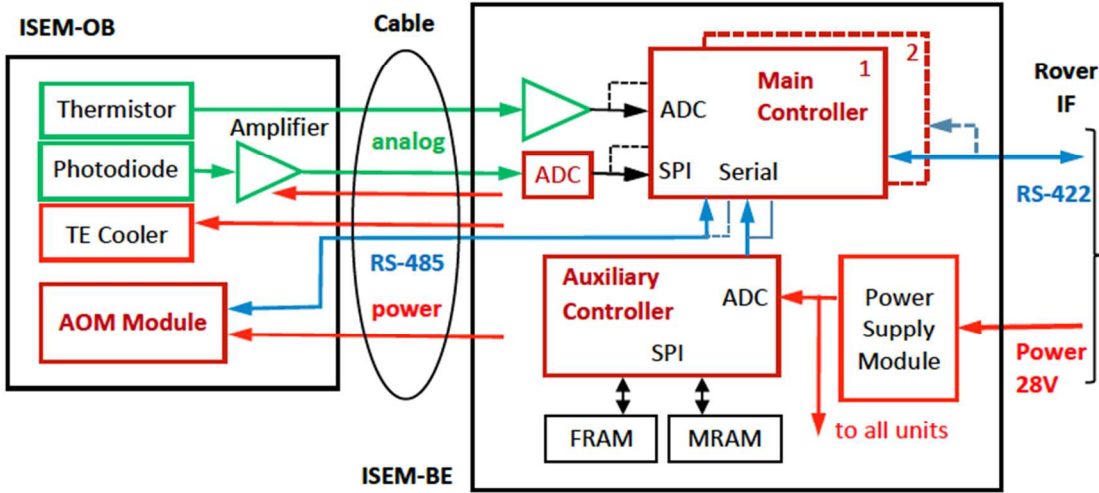 ISEM-OB
Cable
Thermistor
Amplifier
Photodiode
TE Cooler
AOM Module
analog
RS-485
power
ADC
ADC
SPI
Serial
Main
Controller
1
2
Rover
IF
RS-422
Auxiliary
Controller
ADC
SPI
Power
Supply
Module
Power
28V
FRAM
MRAM
to all units
ISEM-BE